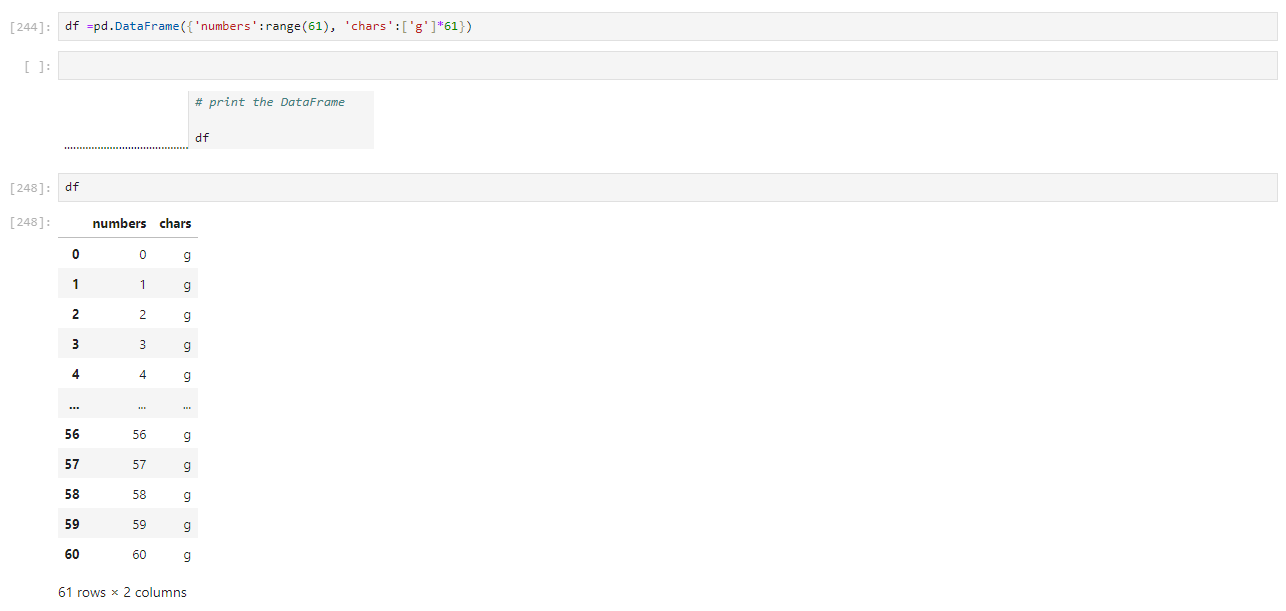 [244]: df =pd.DataFrame({'numbers':range(61), 'chars':['g']*61})
[ ]:
# print the DataFrame
df
[248]: df
[248]:
numbers chars
0 0 g
1 1 g
2 2 g
3 3 g
4 4 g
... ... ...
56 56 g
57 57 g
58 58 g
59 59 g
60 60 g
61 rows × 2 columns